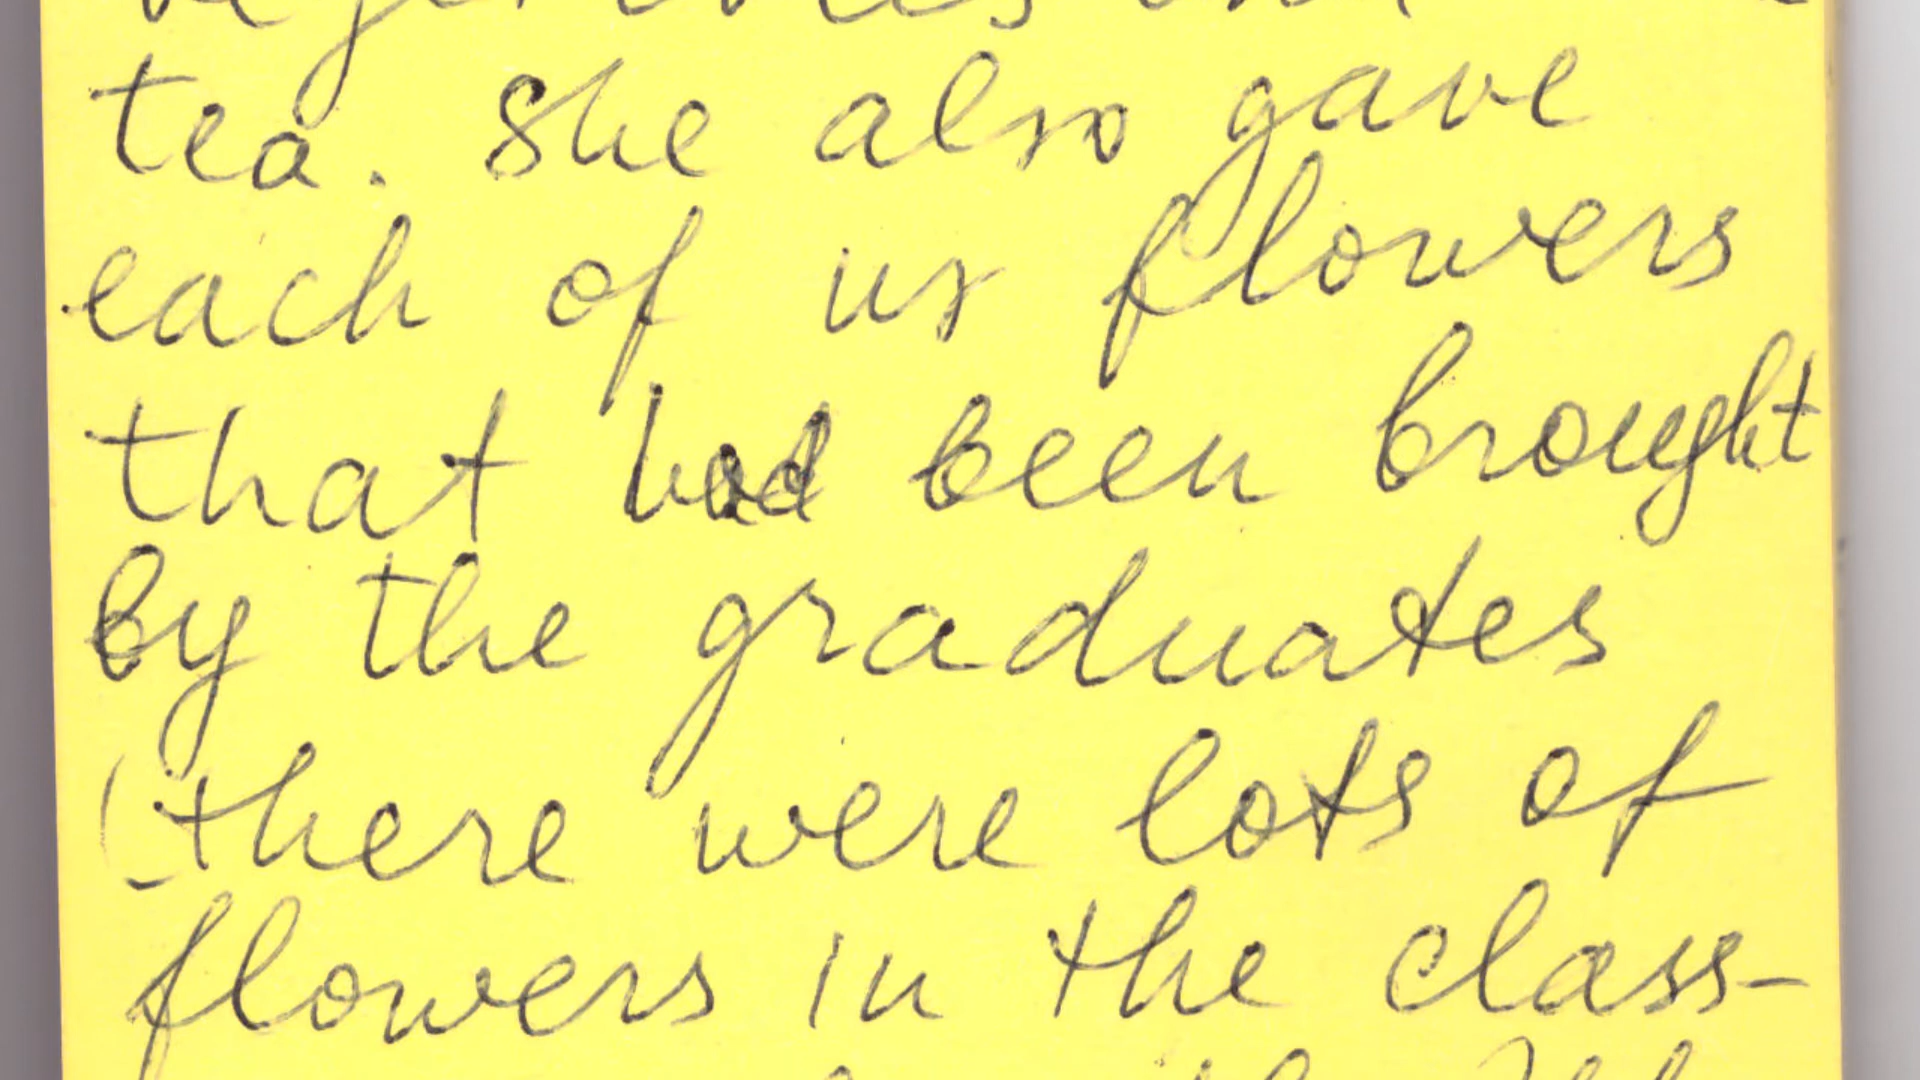 tea. She also gave
each of us flowers
that had been brought
by the graduates
(there were lots of
flowers in the class-